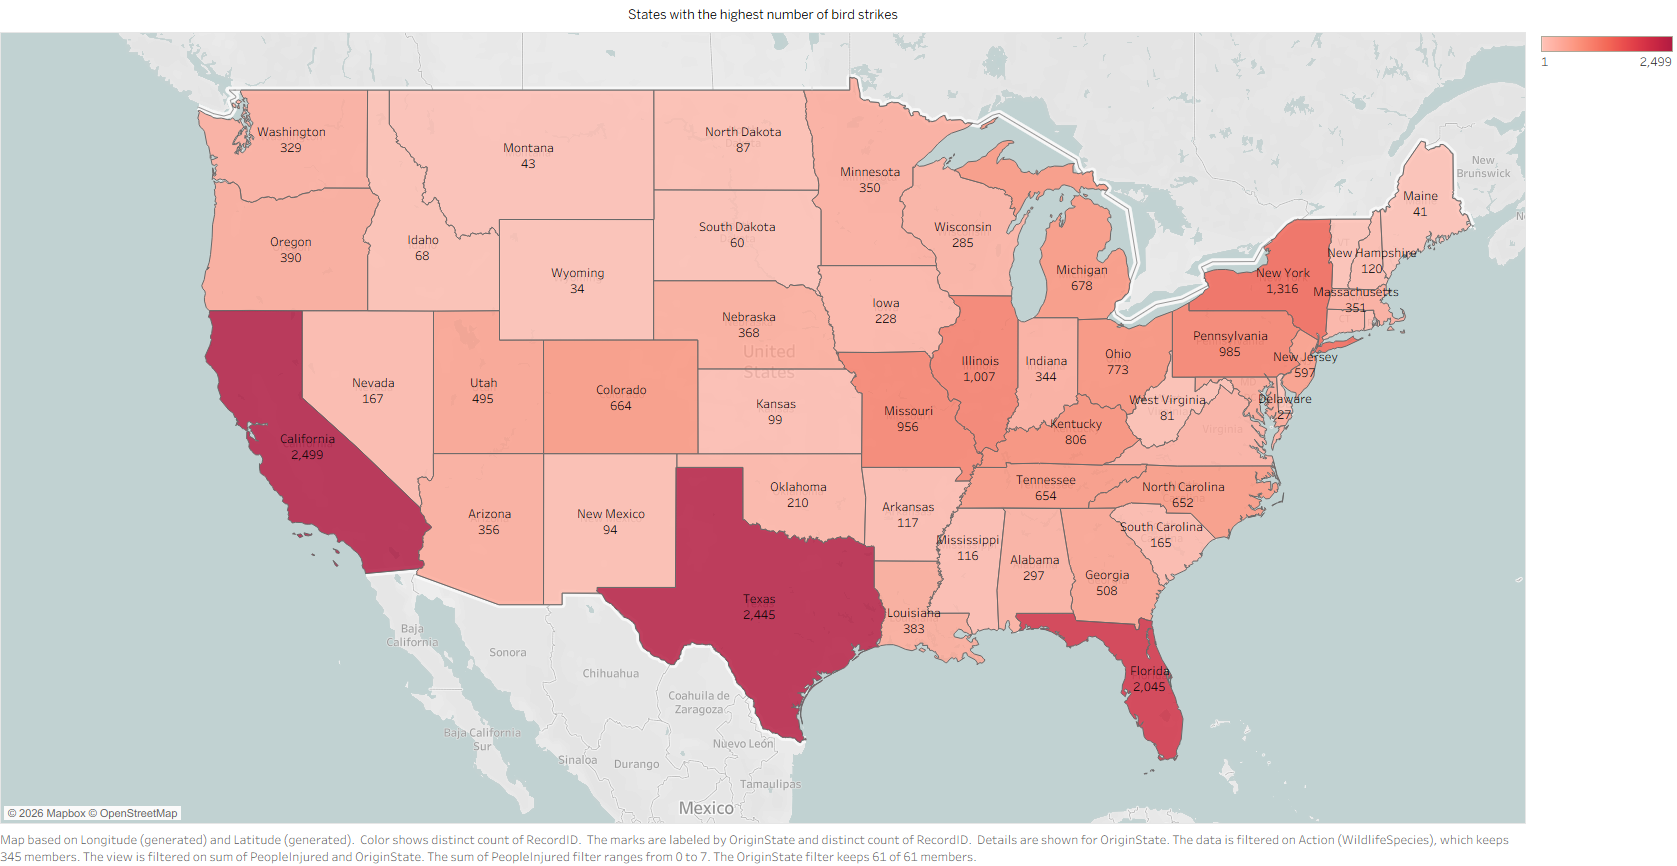 States with the highest number of bird strikes
1
2,499
Washington
329
Montana
43
North Dakota
87
Minnesota
350
Maine
41
New
Brunswick
Oregon
390
Idaho
68
South Dakota
60
Wisconsin
285
Michigan
678
New Hampshire
120
Wyoming
34
New York
1,316
Massachusetts
351
Nebraska
368
Iowa
228
United
States
Pennsylvania
985
New Jersey
597
Nevada
167
Utah
495
Colorado
664
Illinois
1,007
Indiana
344
Ohio
773
Kansas
99
Missouri
956
West Virginia
81
Delaware
27
Virginia
Kentucky
806
California
2,499
Arizona
356
New Mexico
94
Oklahoma
210
Arkansas
117
Tennessee
654
North Carolina
652
South Carolina
165
Mississippi
116
Alabama
297
Georgia
508
Texas
2,445
Louisiana
383
Florida
2,045
Baja
California
Sonora
Chihuahua
Coahuila de
Zaragoza
Baja California
Sur
Nuevo León
Sinaloa
Durango
Tamaulipas
Mexico
© 2026 Mapbox © OpenStreetMap
Map based on Longitude (generated) and Latitude (generated). Color shows distinct count of RecordID. The marks are labeled by OriginState and distinct count of RecordID. Details are shown for OriginState. The data is filtered on Action (WildlifeSpecies), which keeps
345 members. The view is filtered on sum of PeopleInjured and OriginState. The sum of PeopleInjured filter ranges from 0 to 7. The OriginState filter keeps 61 of 61 members.